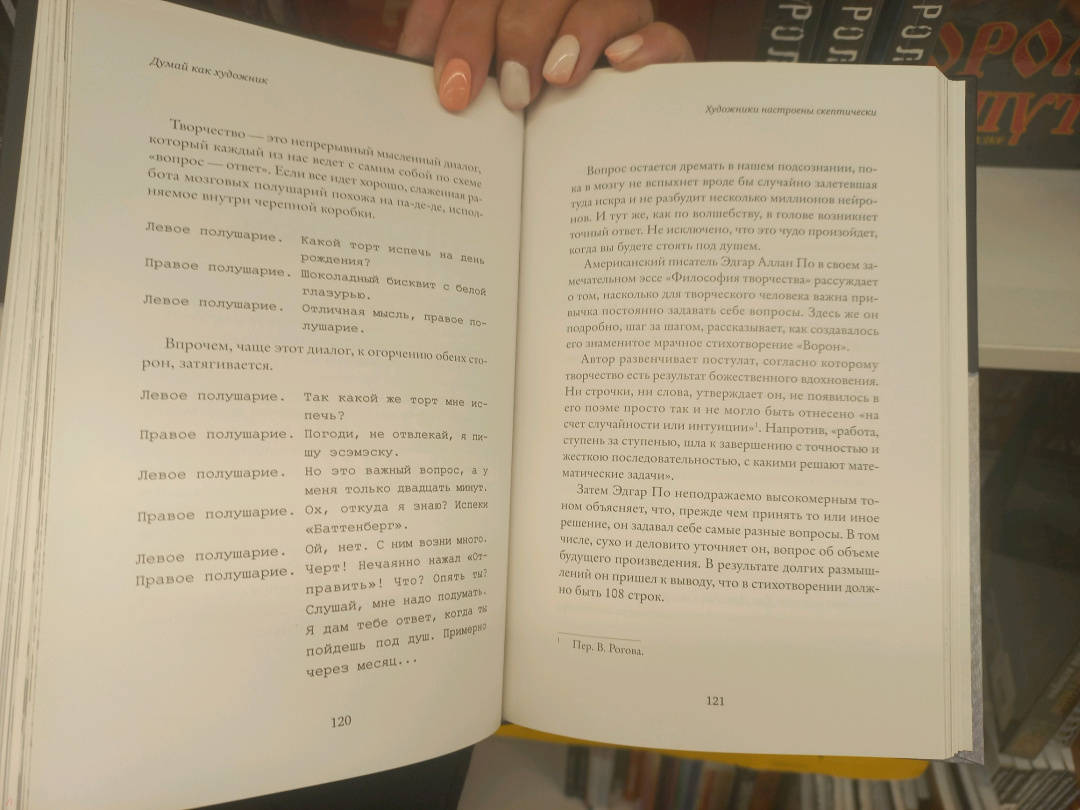 Думай как художник
Творчество — это непрерывный мысленный диалог,
который каждый из нас ведет с самим собой по схеме
«вопрос — ответ». Если все идет хорошо, слаженная ра-
бота мозговых полушарий похожа на па-де-де, испол-
няемое внутри черепной коробки.
Левое полушарие. Какой торт испечь на день
рождения?
Правое полушарие. Шоколадный бисквит с белой
глазурью.
Левое полушарие. Отличная мысль, правое по-
лушарие.
Впрочем, чаще этот диалог, к огорчению обеих сто-
рон, затягивается.
Левое полушарие. Так какой же торт мне ис-
печь?
Правое полушарие. Погоди, не отвлекай, я пи-
шу эсэмэску.
Левое полушарие. Но это важный вопрос, а у
меня только двадцать минут.
Правое полушарие. Ох, откуда я знаю? Испеки
«Баттенберг».
Левое полушарие. Ой, нет. С ним возни много.
Правое полушарие. Черт! Нечаянно нажал «От-
править»! Что? Опять ты?
Слушай, мне надо подумать.
Я дам тебе ответ, когда ты
пойдешь под душ. Примерно
через месяц...
120
Художники настроены скептически
Вопрос остается дремать в нашем подсознании, по-
ка в мозгу не вспыхнет вроде бы случайно залетевшая
туда искра и не разбудит несколько миллионов нейро-
нов. И тут же, как по волшебству, в голове возникнет
точный ответ. Не исключено, что это чудо произойдет,
когда вы будете стоять под душем.
Американский писатель Эдгар Аллан По в своем за-
мечательном эссе «Философия творчества» рассуждает
о том, насколько для творческого человека важна при-
вычка постоянно задавать себе вопросы. Здесь же он
подробно, шаг за шагом, рассказывает, как создавалось
его знаменитое мрачное стихотворение «Ворон».
Автор развенчивает постулат, согласно которому
творчество есть результат божественного вдохновения.
Ни строчки, ни слова, утверждает он, не появилось в
его поэме просто так и не могло быть отнесено «на
счет случайности или интуиции»¹. Напротив, «работа,
ступень за ступенью, шла к завершению с точностью и
жесткою последовательностью, с какими решают мате-
матические задачи».
Затем Эдгар По неподражаемо высокомерным то-
ном объясняет, что, прежде чем принять то или иное
решение, он задавал себе самые разные вопросы. В том
числе, сухо и деловито уточняет он, вопрос об объеме
будущего произведения. В результате долгих размыш-
лений он пришел к выводу, что в стихотворении долж-
но быть 108 строк.
¹ Пер. В. Рогова.
121